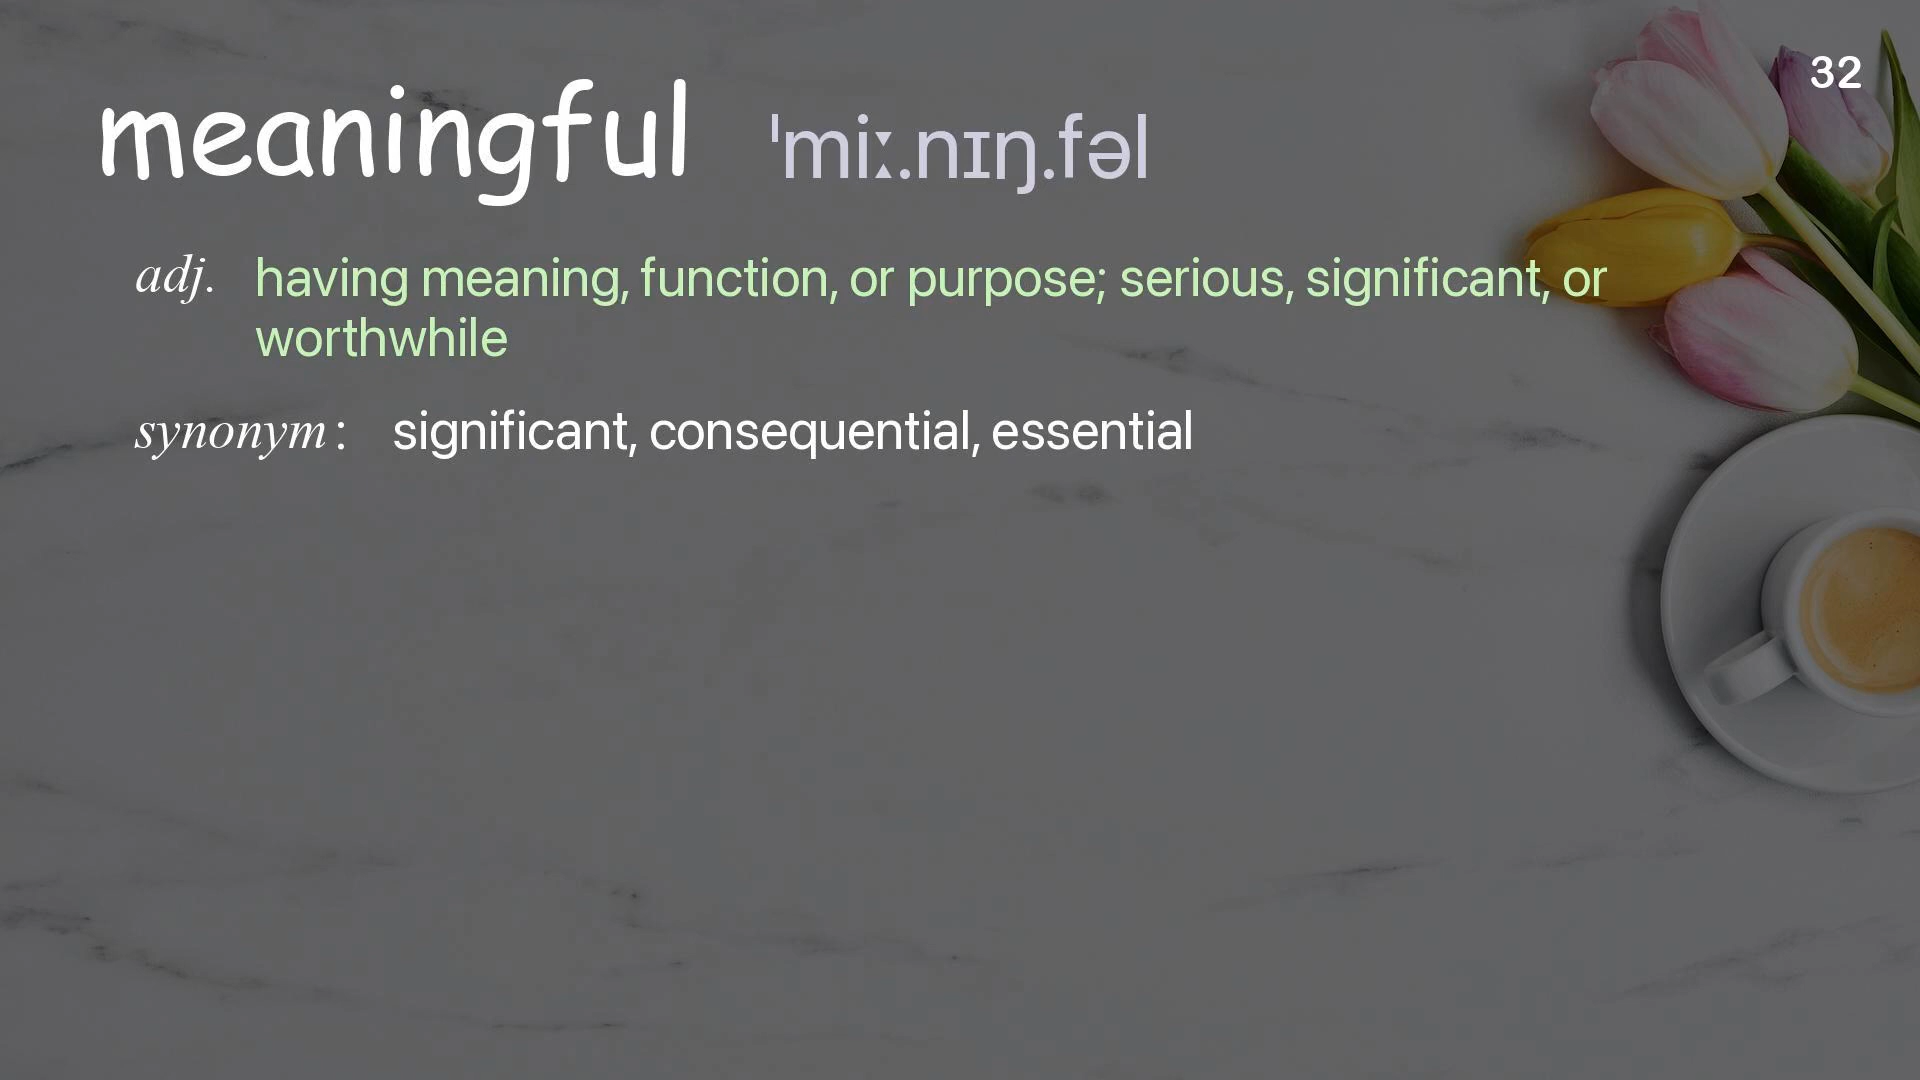 32
meaningful ˈmiː.nɪŋ.fəl
adj. having meaning, function, or purpose; serious, significant, or
worthwhile
synonym: significant, consequential, essential